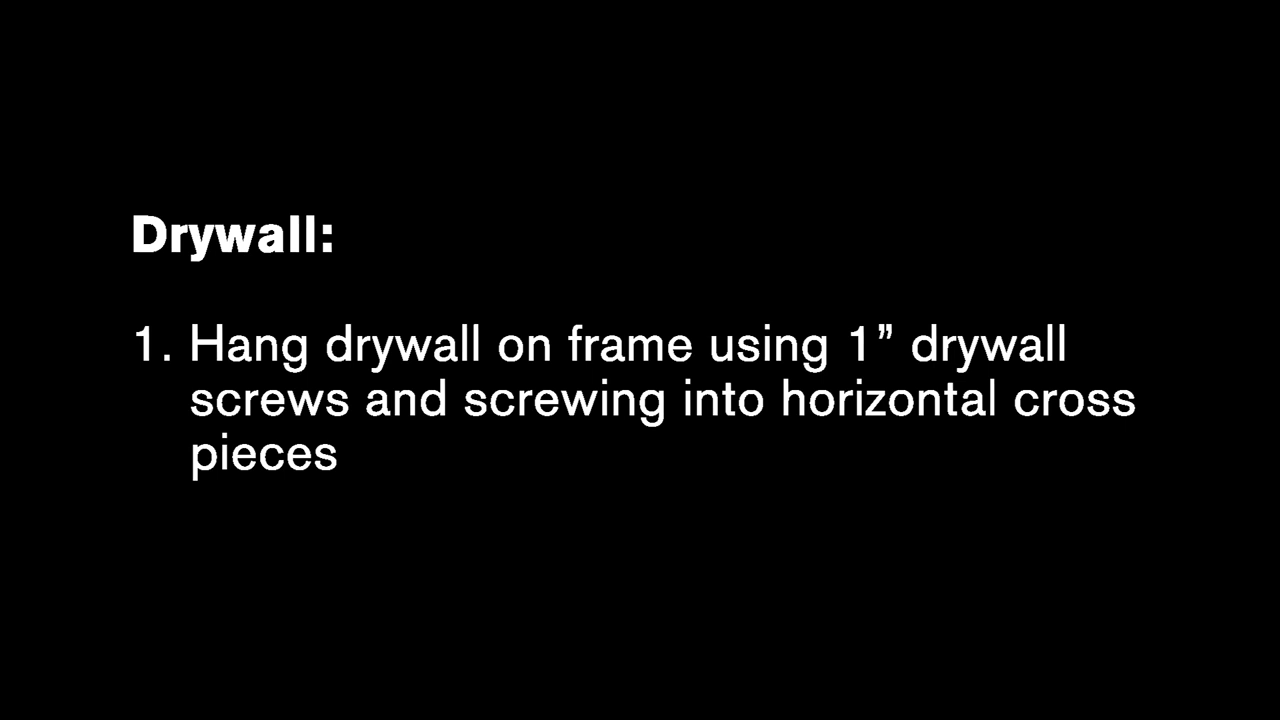 Drywall:
1. Hang drywall on frame using 1” drywall
screws and screwing into horizontal cross
pieces